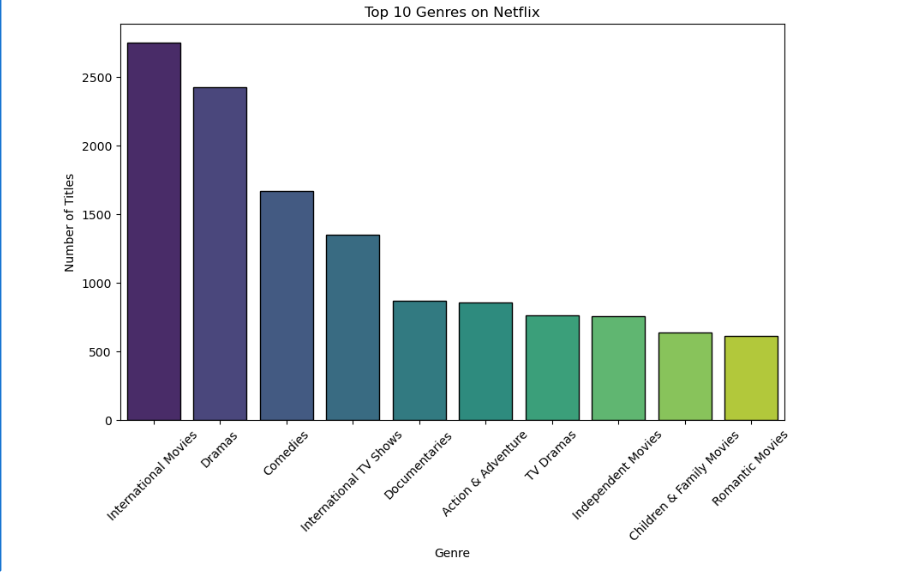 Top 10 Genres on Netflix
Number of Titles
2500
2000
1500
1000
500
0
International Movies
Dramas
Comedies
International TV Shows
Documentaries
Action & Adventure
TV Dramas
Independent Movies
Children & Family Movies
Romantic Movies
Genre